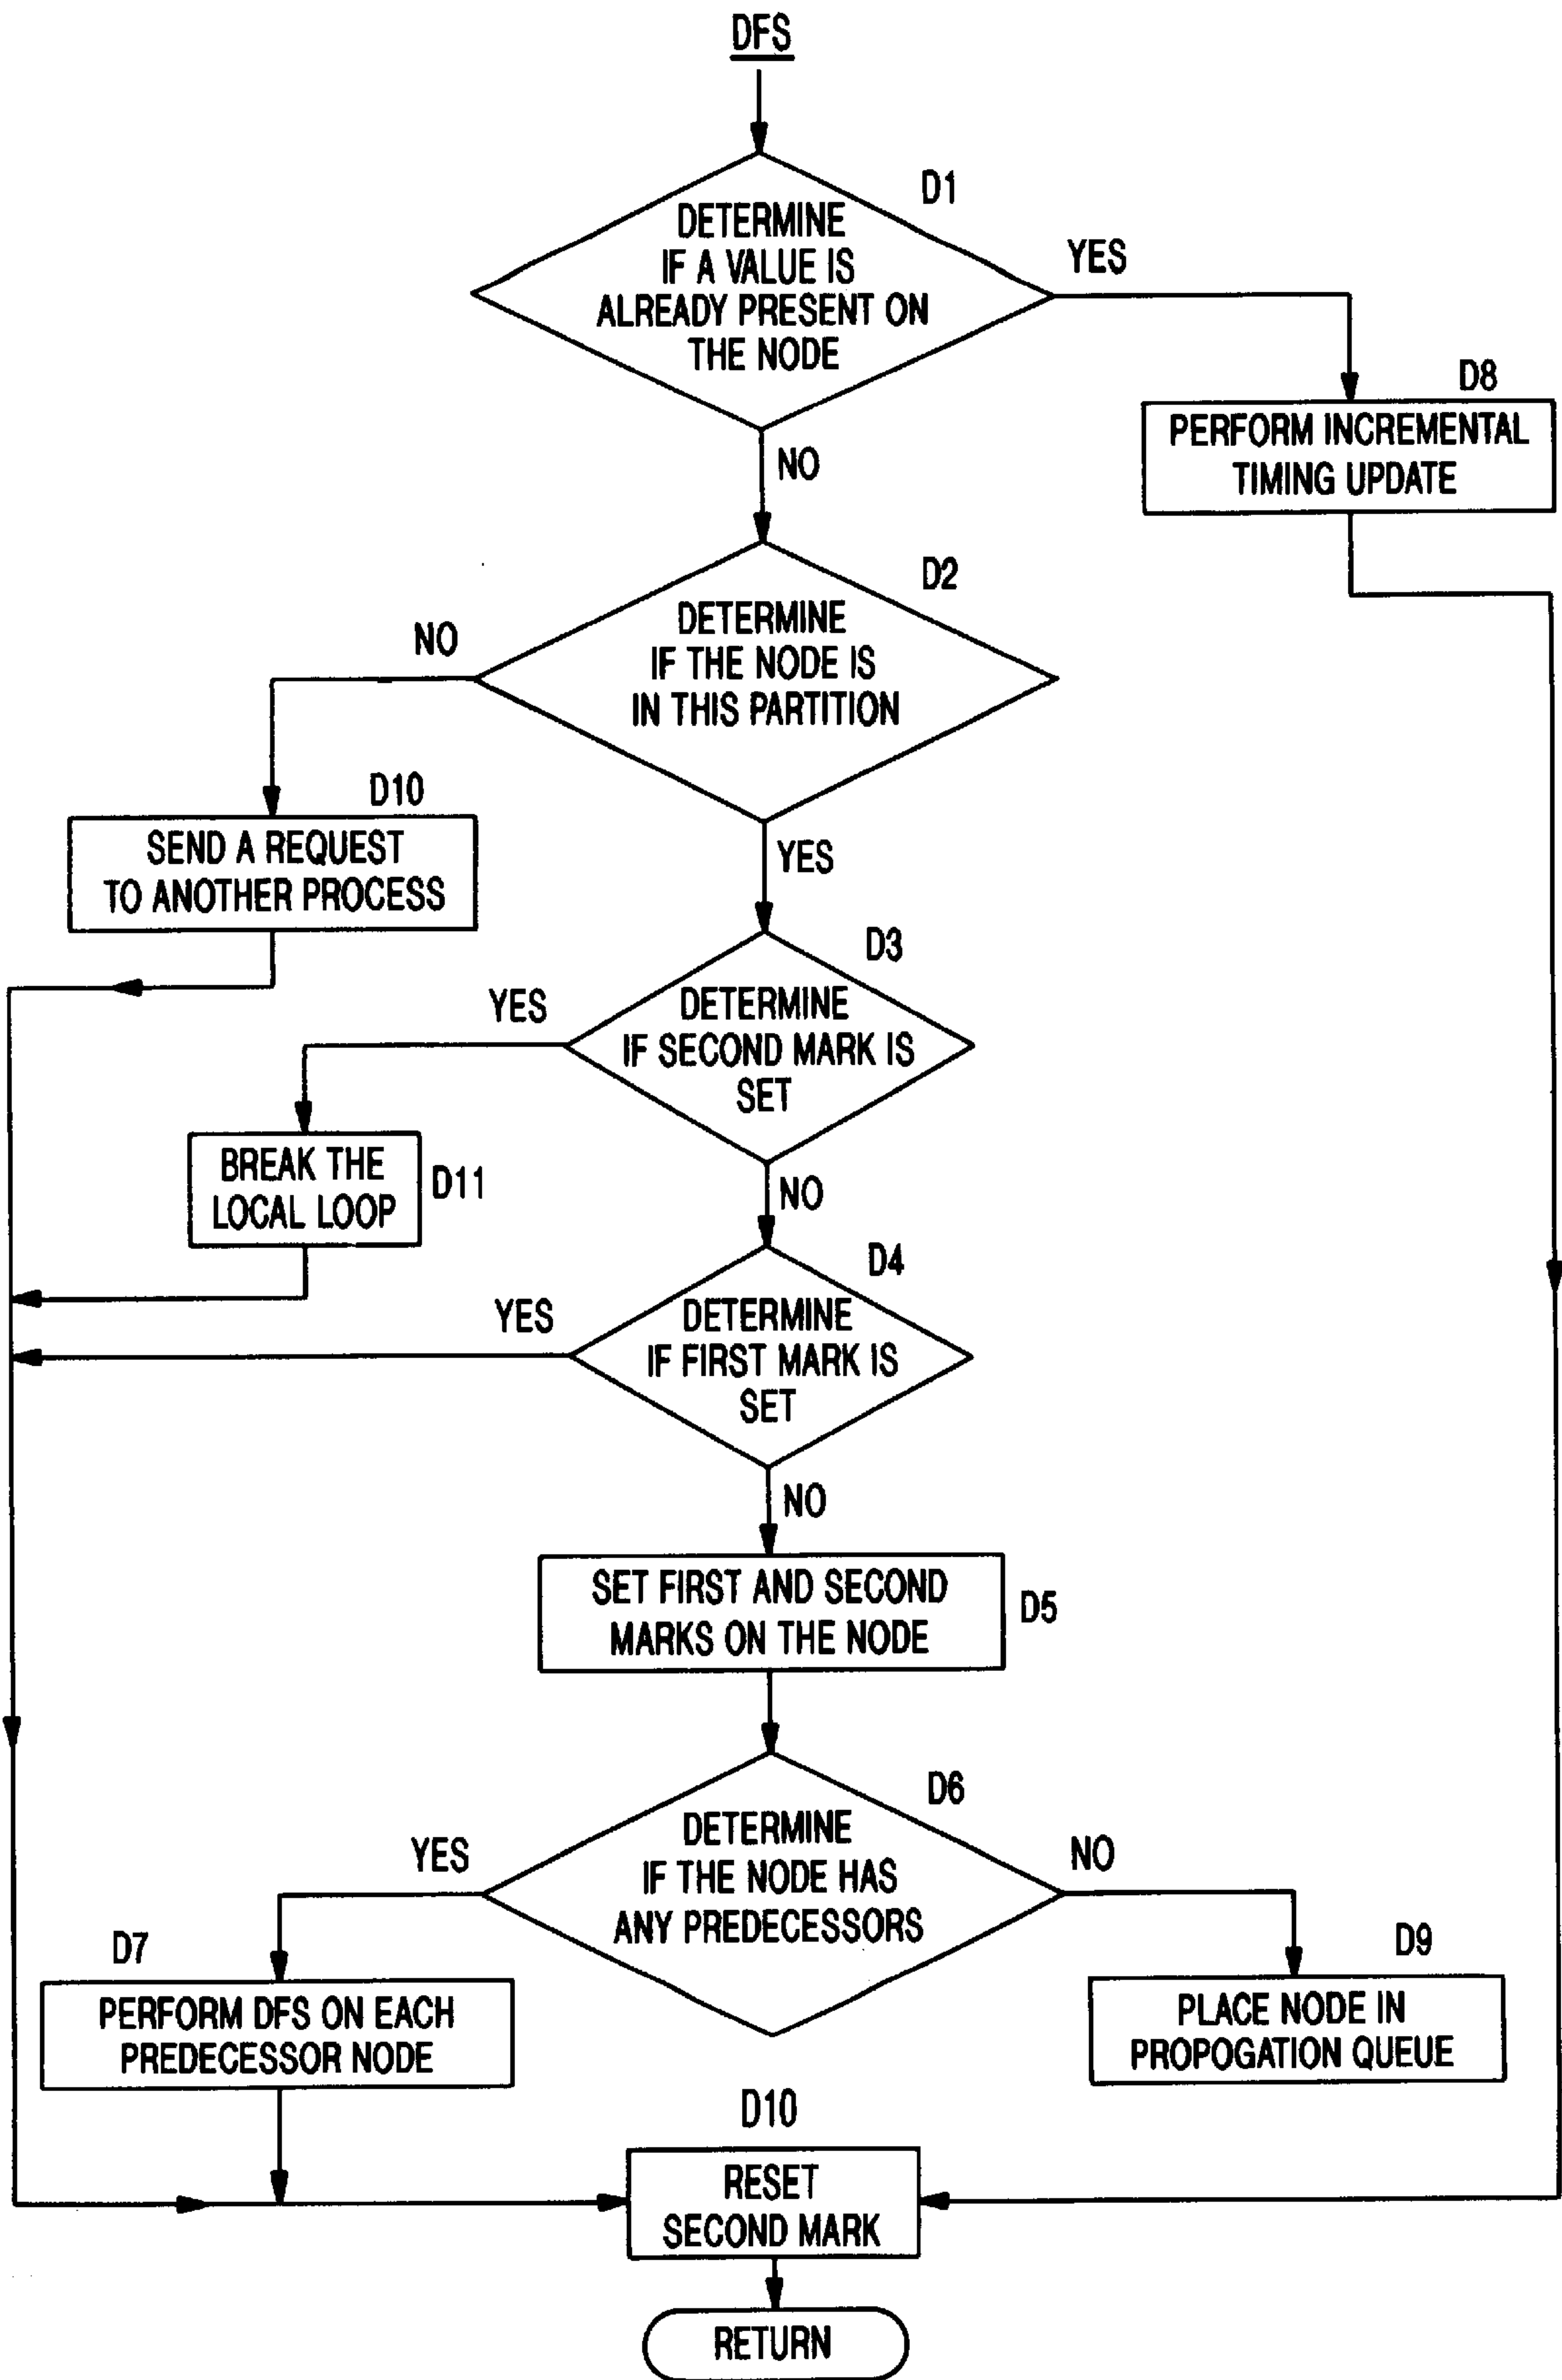 DFS
D1
DETERMINE
IF A VALUE IS
ALREADY PRESENT ON
THE NODE
YES
NO
D8
PERFORM INCREMENTAL
TIMING UPDATE
D2
DETERMINE
IF THE NODE IS
IN THIS PARTITION
NO
YES
D10
SEND A REQUEST
TO ANOTHER PROCESS
D3
DETERMINE
IF SECOND MARK IS
SET
YES
NO
BREAK THE
LOCAL LOOP
D11
D4
DETERMINE
IF FIRST MARK IS
SET
YES
NO
SET FIRST AND SECOND
MARKS ON THE NODE
D5
D6
DETERMINE
IF THE NODE HAS
ANY PREDECESSORS
YES
NO
D7
PERFORM DFS ON EACH
PREDECESSOR NODE
D9
PLACE NODE IN
PROPOGATION QUEUE
D10
RESET
SECOND MARK
RETURN